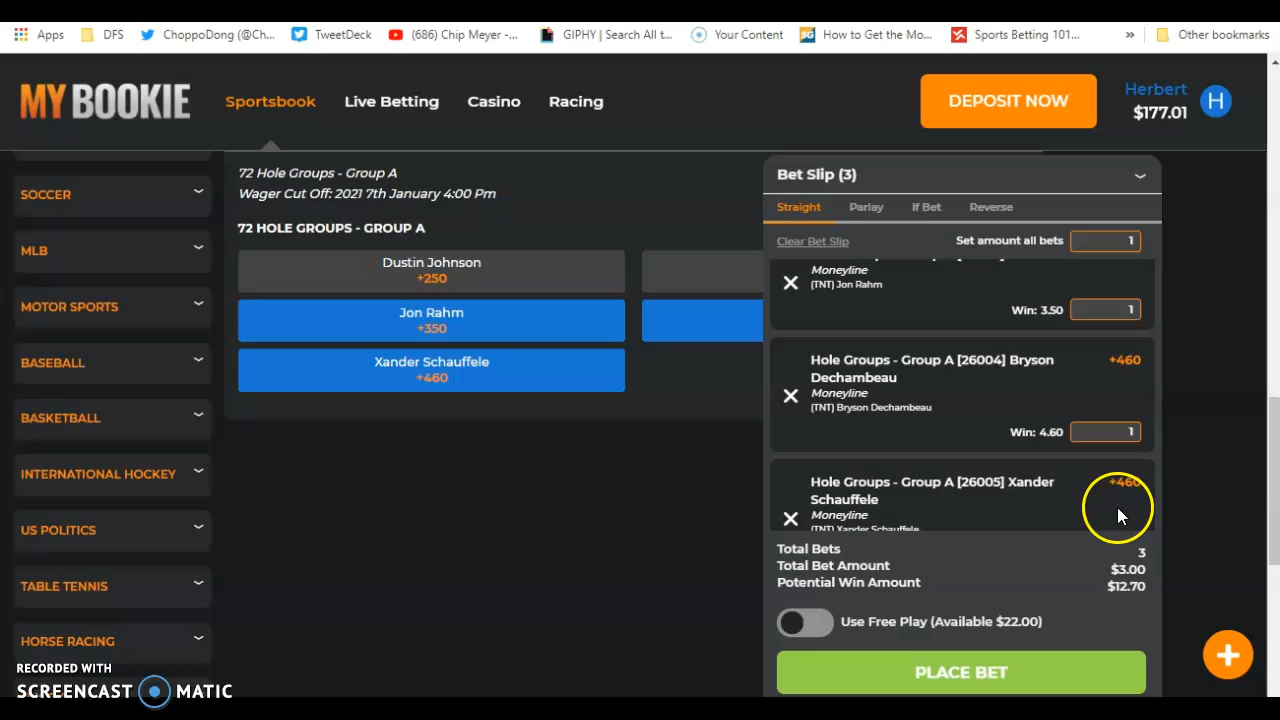 Apps
DFS
ChoppoDong (@Ch...
TweetDeck
(686) Chip Meyer -...
GIPHY | Search All t...
Your Content
How to Get the Mo...
Sports Betting 101...
»
Other bookmarks
MYBOOKIE
Sportsbook
Live Betting
Casino
Racing
DEPOSIT NOW
Herbert
$177.01
H
SOCCER
MLB
MOTOR SPORTS
BASEBALL
BASKETBALL
INTERNATIONAL HOCKEY
US POLITICS
TABLE TENNIS
HORSE RACING
72 Hole Groups - Group A
Wager Cut Off: 2021 7th January 4:00 Pm
72 HOLE GROUPS - GROUP A
Dustin Johnson
+250
Jon Rahm
+350
Xander Schauffele
+460
Bet Slip (3)
Straight
Parlay
If Bet
Reverse
Clear Bet Slip
Set amount all bets
1
Moneyline
(TNT) Jon Rahm
Win: 3.50
1
Hole Groups - Group A [26004] Bryson
Dechambeau
+460
Moneyline
(TNT) Bryson Dechambeau
Win: 4.60
1
Hole Groups - Group A [26005] Xander
Schauffele
+460
Moneyline
(TNT) Xander Schauffele
Total Bets
3
Total Bet Amount
$3.00
Potential Win Amount
$12.70
Use Free Play (Available $22.00)
PLACE BET
RECORDED WITH
SCREENCAST MATIC